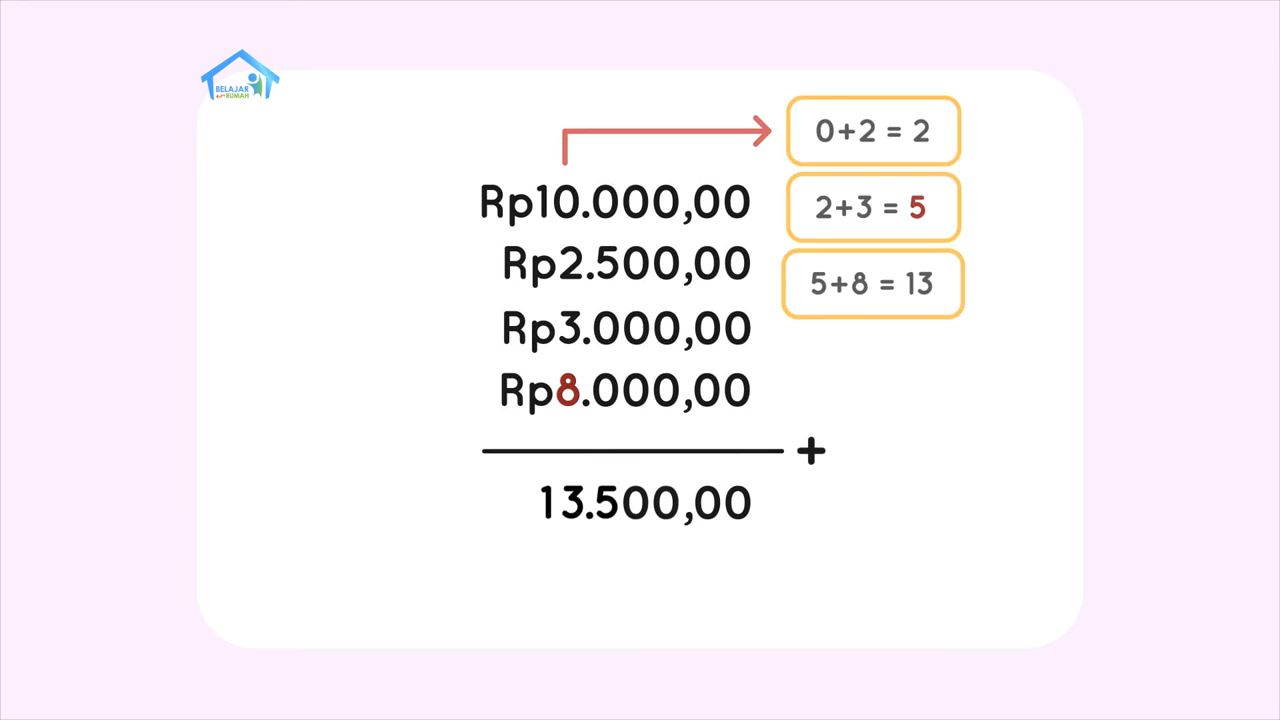 BELAJAR
dari RUMAH
0+2 = 2
Rp10.000,00
2+3 = 5
Rp2.500,00
5+8 = 13
Rp3.000,00
Rp8.000,00
+
13.500,00